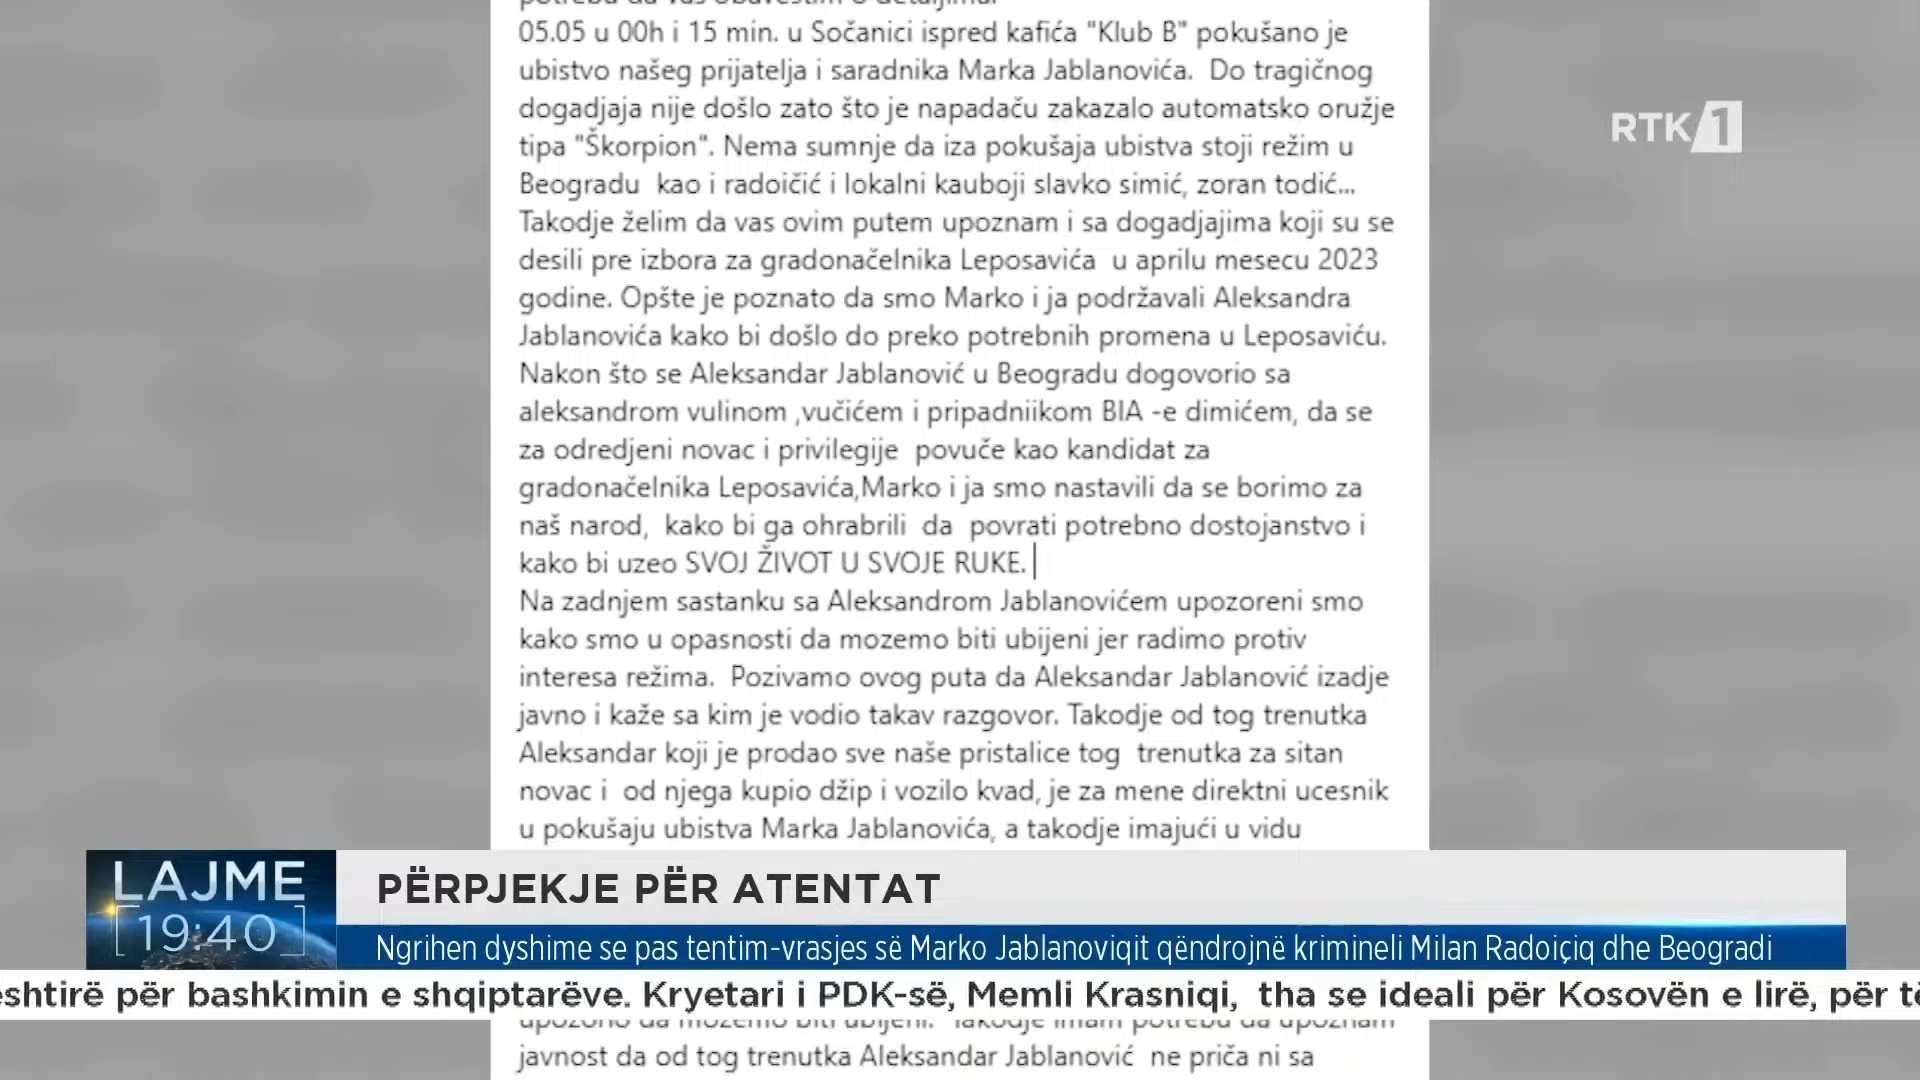 05.05 u 00h i 15 min. u Sočanici ispred kafića "Klub B" pokušano je
ubistvo našeg prijatelja i saradnika Marka Jablanovića. Do tragičnog
dogadjaja nije došlo zato što je napadaču zakazalo automatsko oružje
tipa "Škorpion". Nema sumnje da iza pokušaja ubistva stoji režim u
Beogradu kao i radoičić i lokalni kauboji slavko simić, zoran todić...
Takodje želim da vas ovim putem upoznam i sa dogadjajima koji su se
desili pre izbora za gradonačelnika Leposavića u aprilu mesecu 2023
godine. Opšte je poznato da smo Marko i ja podržavali Aleksandra
Jablanovića kako bi došlo do preko potrebnih promena u Leposaviću.
Nakon što se Aleksandar Jablanović u Beogradu dogovorio sa
aleksandrom vulinom ,vučićem i pripadniikom BIA -e dimićem, da se
za odredjeni novac i privilegije povuče kao kandidat za
gradonačelnika Leposavića,Marko i ja smo nastavili da se borimo za
naš narod, kako bi ga ohrabrili da povrati potrebno dostojanstvo i
kako bi uzeo SVOJ ŽIVOT U SVOJE RUKE.
Na zadnjem sastanku sa Aleksandrom Jablanovićem upozoreni smo
kako smo u opasnosti da mozemo biti ubijeni jer radimo protiv
interesa režima. Pozivamo ovog puta da Aleksandar Jablanović izadje
javno i kaže sa kim je vodio takav razgovor. Takodje od tog trenutka
Aleksandar koji je prodao sve naše pristalice tog trenutka za sitan
novac i od njega kupio džip i vozilo kvad, je za mene direktni ucesnik
u pokušaju ubistva Marka Jablanovića, a takodje imajući u vidu
RTK 1
LAJME
19:40
PËRPJEKJE PËR ATENTAT
Ngrihen dyshime se pas tentim-vrasjes së Marko Jablanoviqit qëndrojnë krimineli Milan Radoiçiq dhe Beogradi
shtirë për bashkimin e shqiptarëve. Kryetari i PDK-së, Memli Krasniqi, tha se ideali për Kosovën e lirë, për
javnost da od tog trenutka Aleksandar Jablanović ne priča ni sa